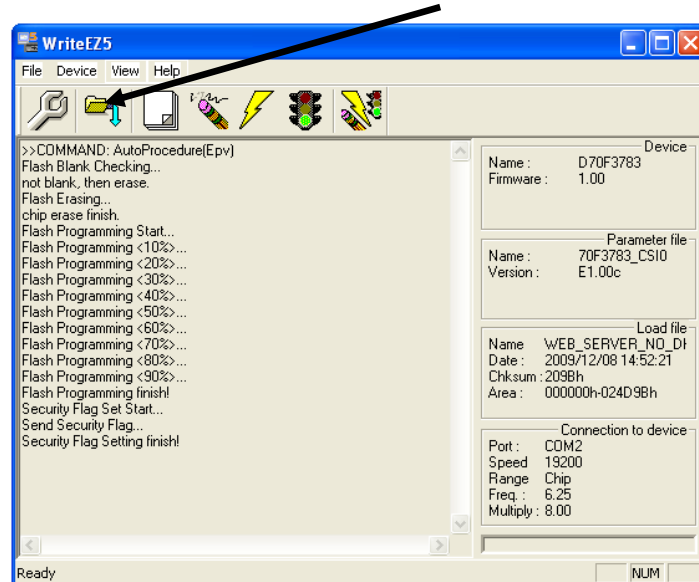 WriteEZ5
File Device View Help
>>COMMAND: AutoProcedure(Epv)
Flash Blank Checking...
not blank, then erase.
Flash Erasing...
chip erase finish.
Flash Programming Start...
Flash Programming <10%>...
Flash Programming <20%>...
Flash Programming <30%>...
Flash Programming <40%>...
Flash Programming <50%>...
Flash Programming <60%>...
Flash Programming <70%>...
Flash Programming <80%>...
Flash Programming <90%>...
Flash Programming finish!
Security Flag Set Start...
Send Security Flag...
Security Flag Setting finish!
Device
Name : D70F3783
Firmware : 1.00
Parameter file
Name : 70F3783_CSI0
Version : E1.00c
Load file
Name WEB_SERVER_NO_DH
Date : 2009/12/08 14:52:21
Chksum : 209Bh
Area : 000000h-024D9Bh
Connection to device
Port : COM2
Speed 19200
Range Chip
Freq. : 6.25
Multiply : 8.00
Ready
NUM